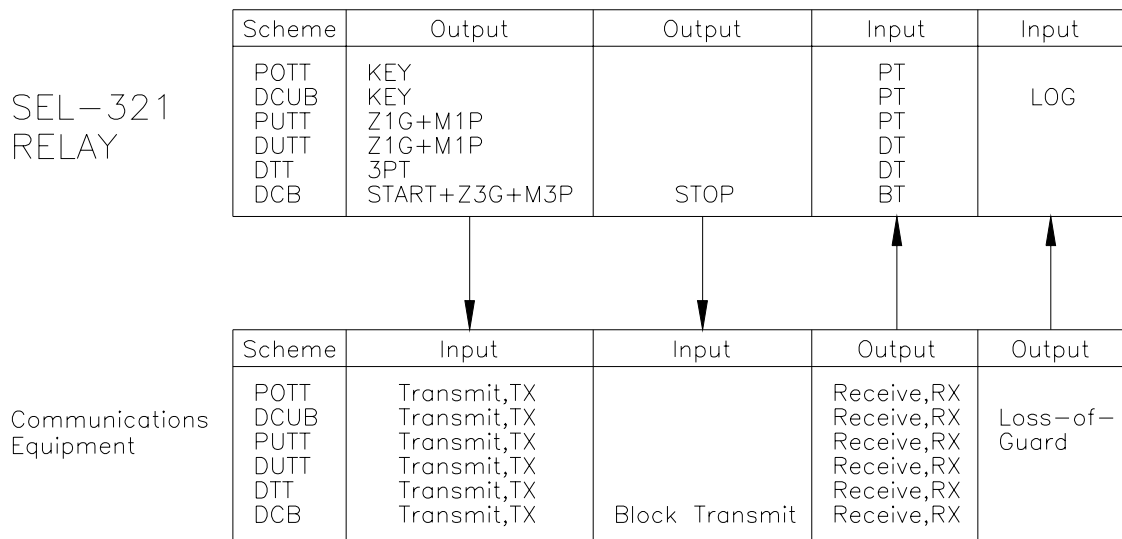 Scheme Output Output Input Input
SEL-321
RELAY
POTT KEY PT
DCUB KEY PT LOG
PUTT Z1G+M1P PT
DUTT Z1G+M1P DT
DTT 3PT DT
DCB START+Z3G+M3P STOP BT
Scheme Input Input Output Output
Communications
Equipment
POTT Transmit,TX Receive,RX
DCUB Transmit,TX Receive,RX Loss-of-
PUTT Transmit,TX Receive,RX Guard
DUTT Transmit,TX Receive,RX
DTT Transmit,TX Receive,RX
DCB Transmit,TX Block Transmit Receive,RX